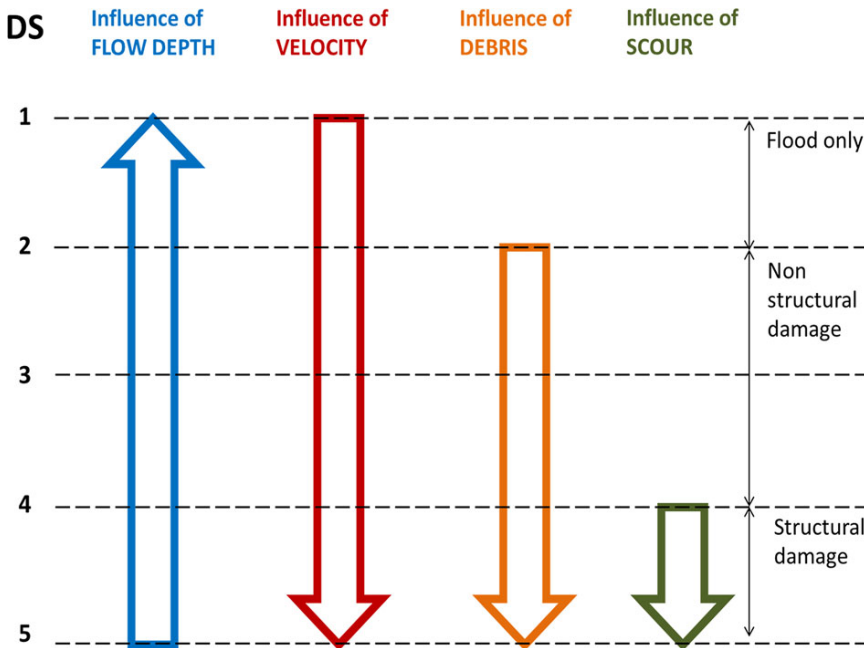 DS
Influence of
FLOW DEPTH
Influence of
VELOCITY
Influence of
DEBRIS
Influence of
SCOUR
1
Flood only
2
Non
structural
damage
3
4
Structural
damage
5